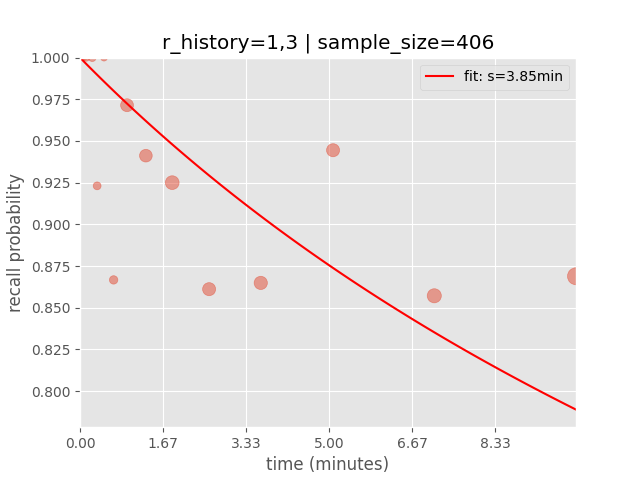 r_history=1,3 | sample_size=406
fit: s=3.85min
recall probability
1.000
0.975
0.950
0.925
0.900
0.875
0.850
0.825
0.800
0.00 1.67 3.33 5.00 6.67 8.33
time (minutes)